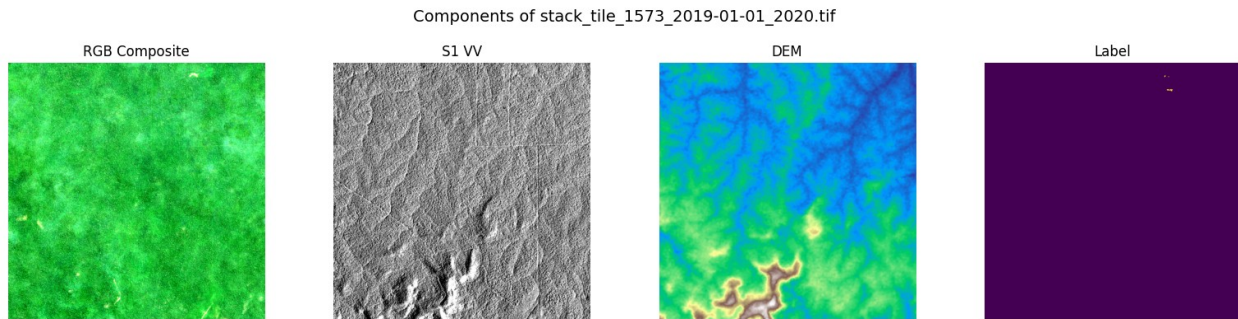 Components of stack_tile_1573_2019-01-01_2020.tif
RGB Composite
S1 VV
DEM
Label